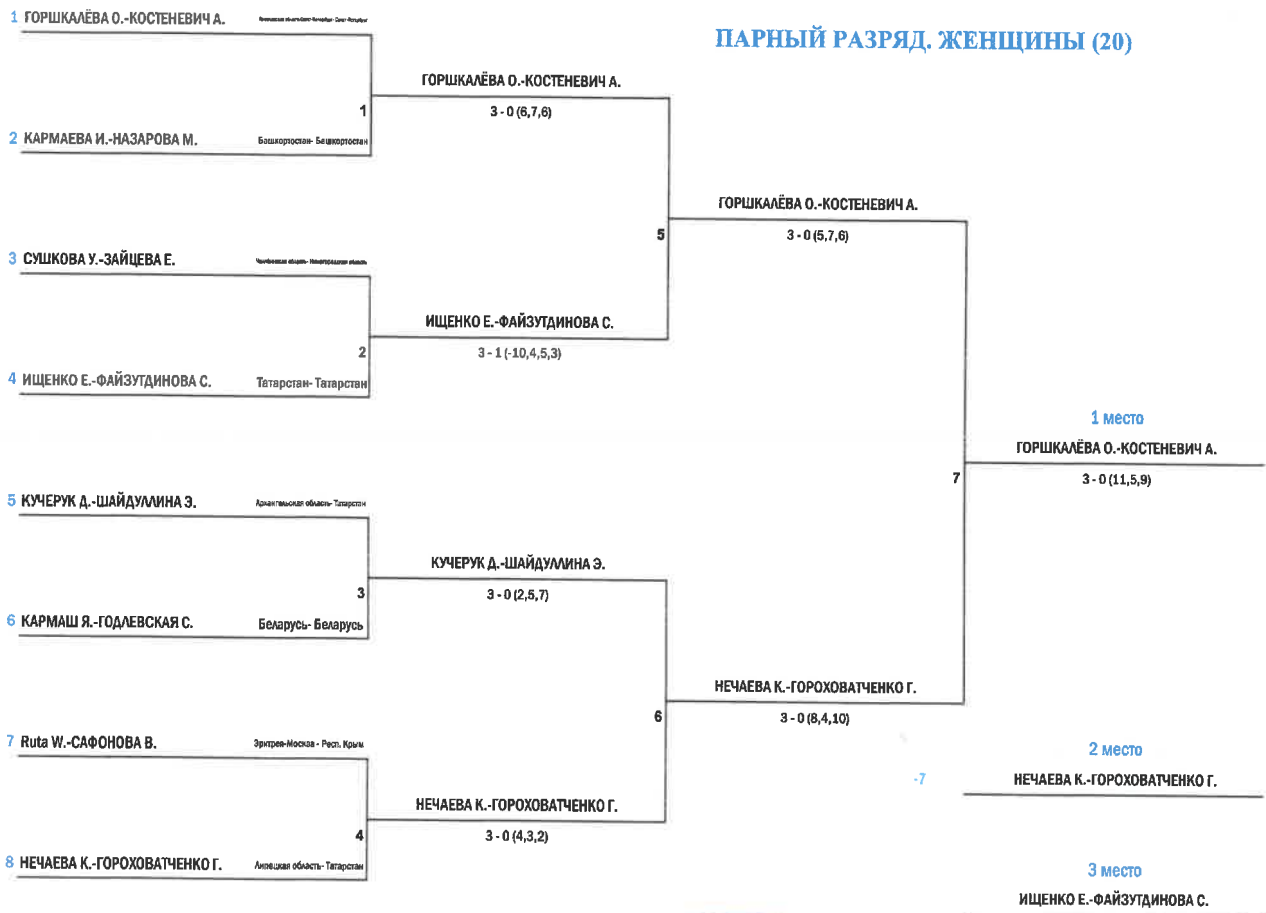 ПАРНЫЙ РАЗРЯД. ЖЕНЩИНЫ (20)
1 ГОРШКАЛЁВА О.-КОСТЕНЕВИЧ А.
ГОРШКАЛЁВА О.-КОСТЕНЕВИЧ А.
1
3 - 0 (6,7,6)
2 КАРМАЕВА И.-НАЗАРОВА М. Башкортостан- Башкортостан
ГОРШКАЛЁВА О.-КОСТЕНЕВИЧ А.
5
3 - 0 (5,7,6)
3 СУШКОВА У.-ЗАЙЦЕВА Е.
ИЩЕНКО Е.-ФАЙЗУТДИНОВА С.
2
3 - 1 (-10,4,5,3)
4 ИЩЕНКО Е.-ФАЙЗУТДИНОВА С. Татарстан- Татарстан
1 место
ГОРШКАЛЁВА О.-КОСТЕНЕВИЧ А.
7
3 - 0 (11,5,9)
5 КУЧЕРУК Д.-ШАЙДУЛЛИНА Э. Архангельская область- Татарстан
КУЧЕРУК Д.-ШАЙДУЛЛИНА Э.
3
3 - 0 (2,5,7)
6 КАРМАШ Я.-ГОДЛЕВСКАЯ С. Беларусь- Беларусь
НЕЧАЕВА К.-ГОРОХОВАТЧЕНКО Г.
6
3 - 0 (8,4,10)
7 Ruta W.-САФОНОВА В. Эритрея-Москва - Респ. Крым
2 место
-7 НЕЧАЕВА К.-ГОРОХОВАТЧЕНКО Г.
НЕЧАЕВА К.-ГОРОХОВАТЧЕНКО Г.
4
3 - 0 (4,3,2)
8 НЕЧАЕВА К.-ГОРОХОВАТЧЕНКО Г. Липецкая область- Татарстан
3 место
ИЩЕНКО Е.-ФАЙЗУТДИНОВА С.